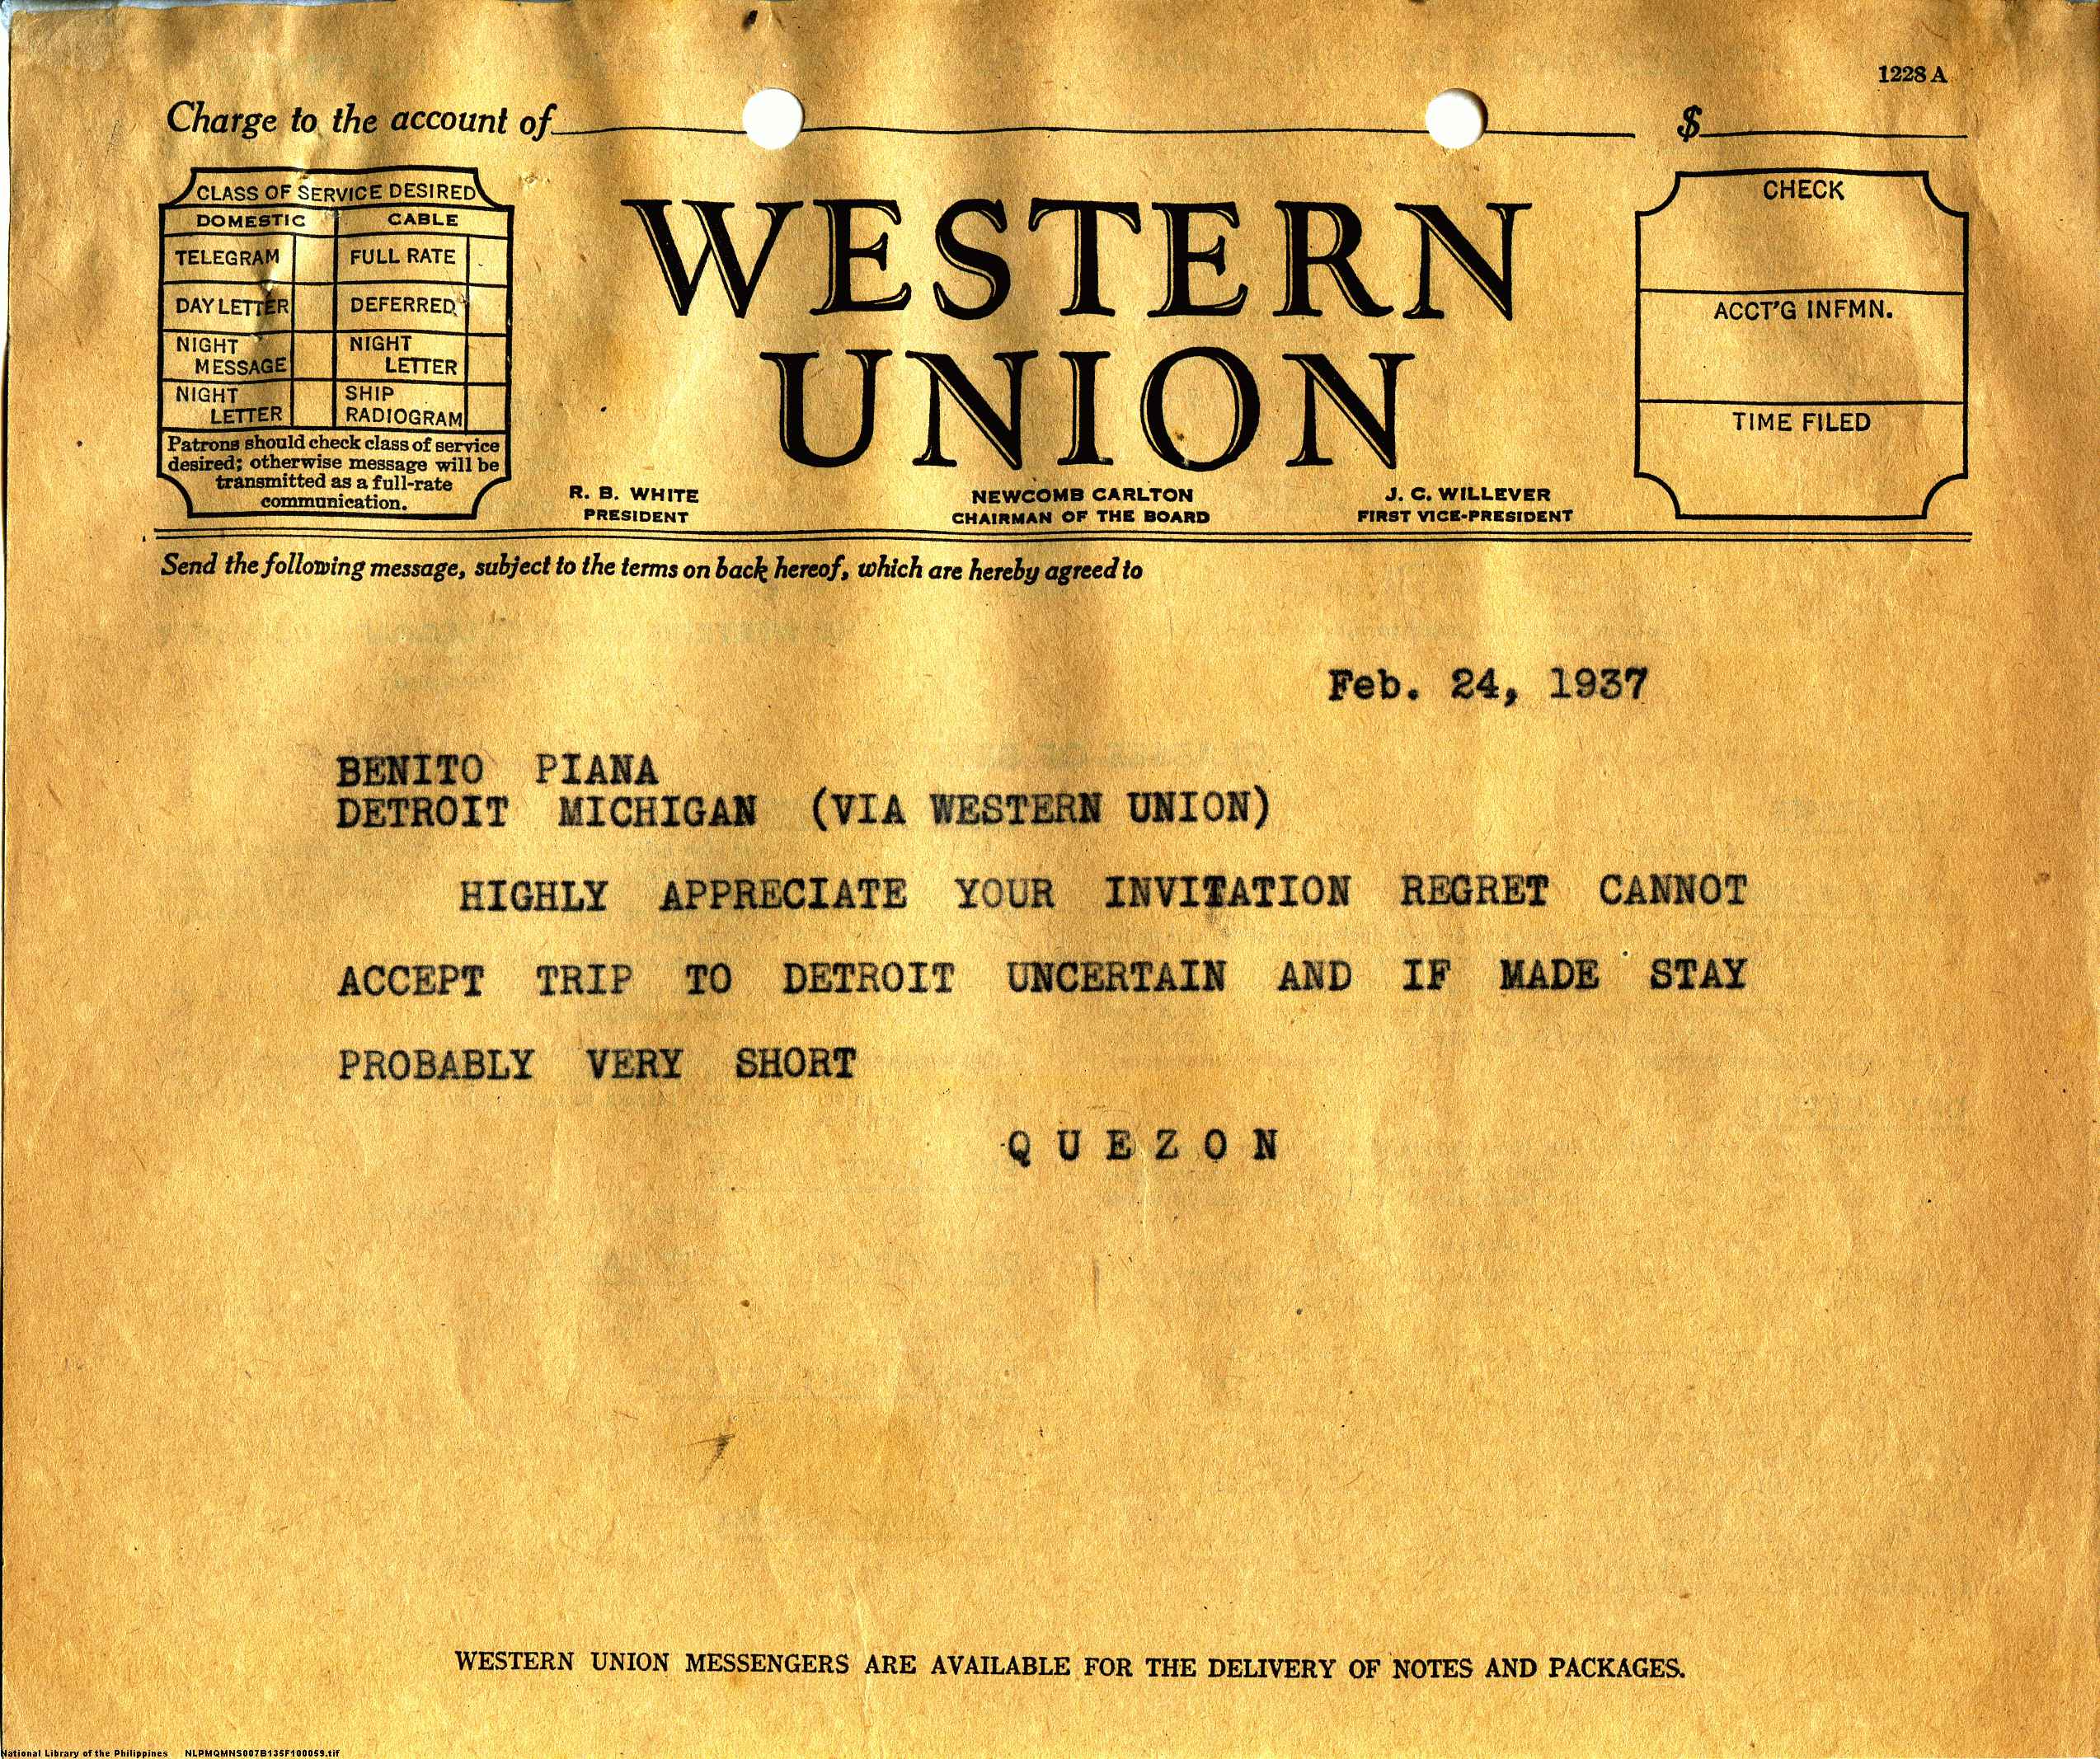 1228 A
Charge to the account of $
CLASS OF SERVICE DESIRED
DOMESTIC CABLE
TELEGRAM FULL RATE
DAY LETTER DEFERRED
NIGHT MESSAGE NIGHT LETTER
NIGHT LETTER SHIP RADIOGRAM
Patrons should check class of service
desired; otherwise message will be
transmitted as a full-rate
communication.
WESTERN
UNION
R. B. WHITE
PRESIDENT
NEWCOMB CARLTON
CHAIRMAN OF THE BOARD
J. C. WILLEVER
FIRST VICE-PRESIDENT
CHECK
ACCT'G INFMN.
TIME FILED
Send the following message, subject to the terms on back hereof, which are hereby agreed to
Feb. 24, 1937
BENITO PIANA
DETROIT MICHIGAN (VIA WESTERN UNION)
HIGHLY APPRECIATE YOUR INVITATION REGRET CANNOT
ACCEPT TRIP TO DETROIT UNCERTAIN AND IF MADE STAY
PROBABLY VERY SHORT
Q U E Z O N
WESTERN UNION MESSENGERS ARE AVAILABLE FOR THE DELIVERY OF NOTES AND PACKAGES.
National Library of the Philippines NLPMQMNS007B135F100059.tif